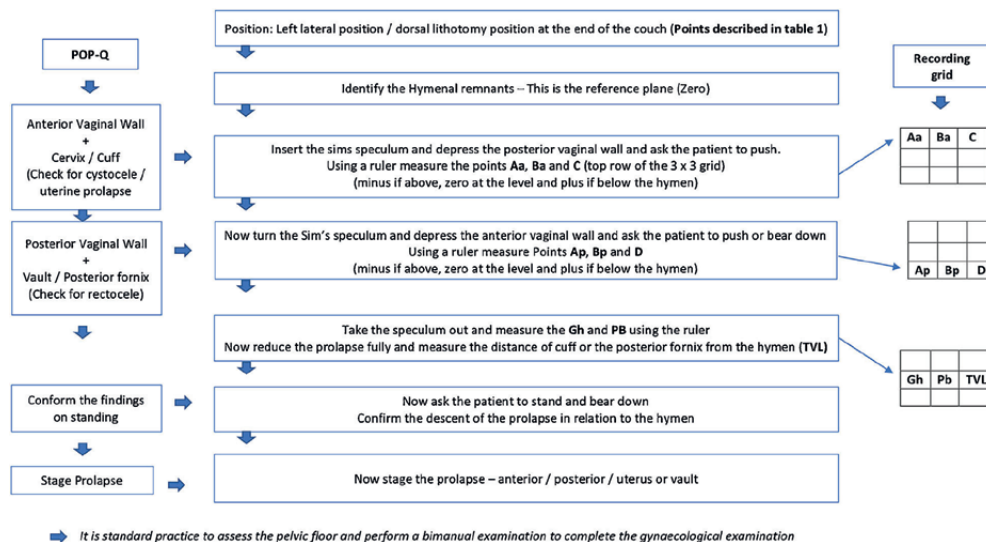 Position: Left lateral position / dorsal lithotomy position at the end of the couch (Points described in table 1)
POP-Q
Recording
grid
Identify the Hymenal remnants – This is the reference plane (Zero)
Anterior Vaginal Wall
+
Cervix / Cuff
(Check for cystocele /
uterine prolapse
Insert the sims speculum and depress the posterior vaginal wall and ask the patient to push.
Using a ruler measure the points Aa, Ba and C (top row of the 3 x 3 grid)
(minus if above, zero at the level and plus if below the hymen)
Aa Ba C
Posterior Vaginal Wall
+
Vault / Posterior fornix
(Check for rectocele)
Now turn the Sim's speculum and depress the anterior vaginal wall and ask the patient to push or bear down
Using a ruler measure Points Ap, Bp and D
(minus if above, zero at the level and plus if below the hymen)
Ap Bp D
Take the speculum out and measure the Gh and PB using the ruler
Now reduce the prolapse fully and measure the distance of cuff or the posterior fornix from the hymen (TVL)
Gh Pb TVL
Conform the findings
on standing
Now ask the patient to stand and bear down
Confirm the descent of the prolapse in relation to the hymen
Stage Prolapse
Now stage the prolapse – anterior / posterior / uterus or vault
It is standard practice to assess the pelvic floor and perform a bimanual examination to complete the gynaecological examination